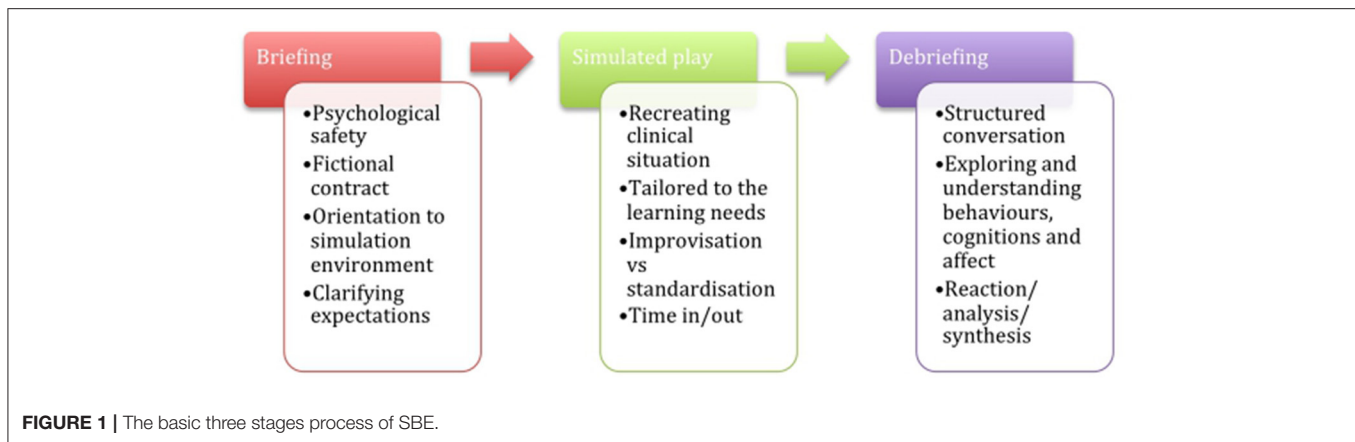 Briefing
•Psychological
safety
•Fictional
contract
•Orientation to
simulation
environment
•Clarifying
expectations
Simulated play
•Recreating
clinical
situation
•Tailored to the
learning needs
•Improvisation
vs
standardisation
•Time in/out
Debriefing
•Structured
conversation
•Exploring and
understanding
behaviours,
cognitions and
affect
•Reaction/
analysis/
synthesis
FIGURE 1 | The basic three stages process of SBE.